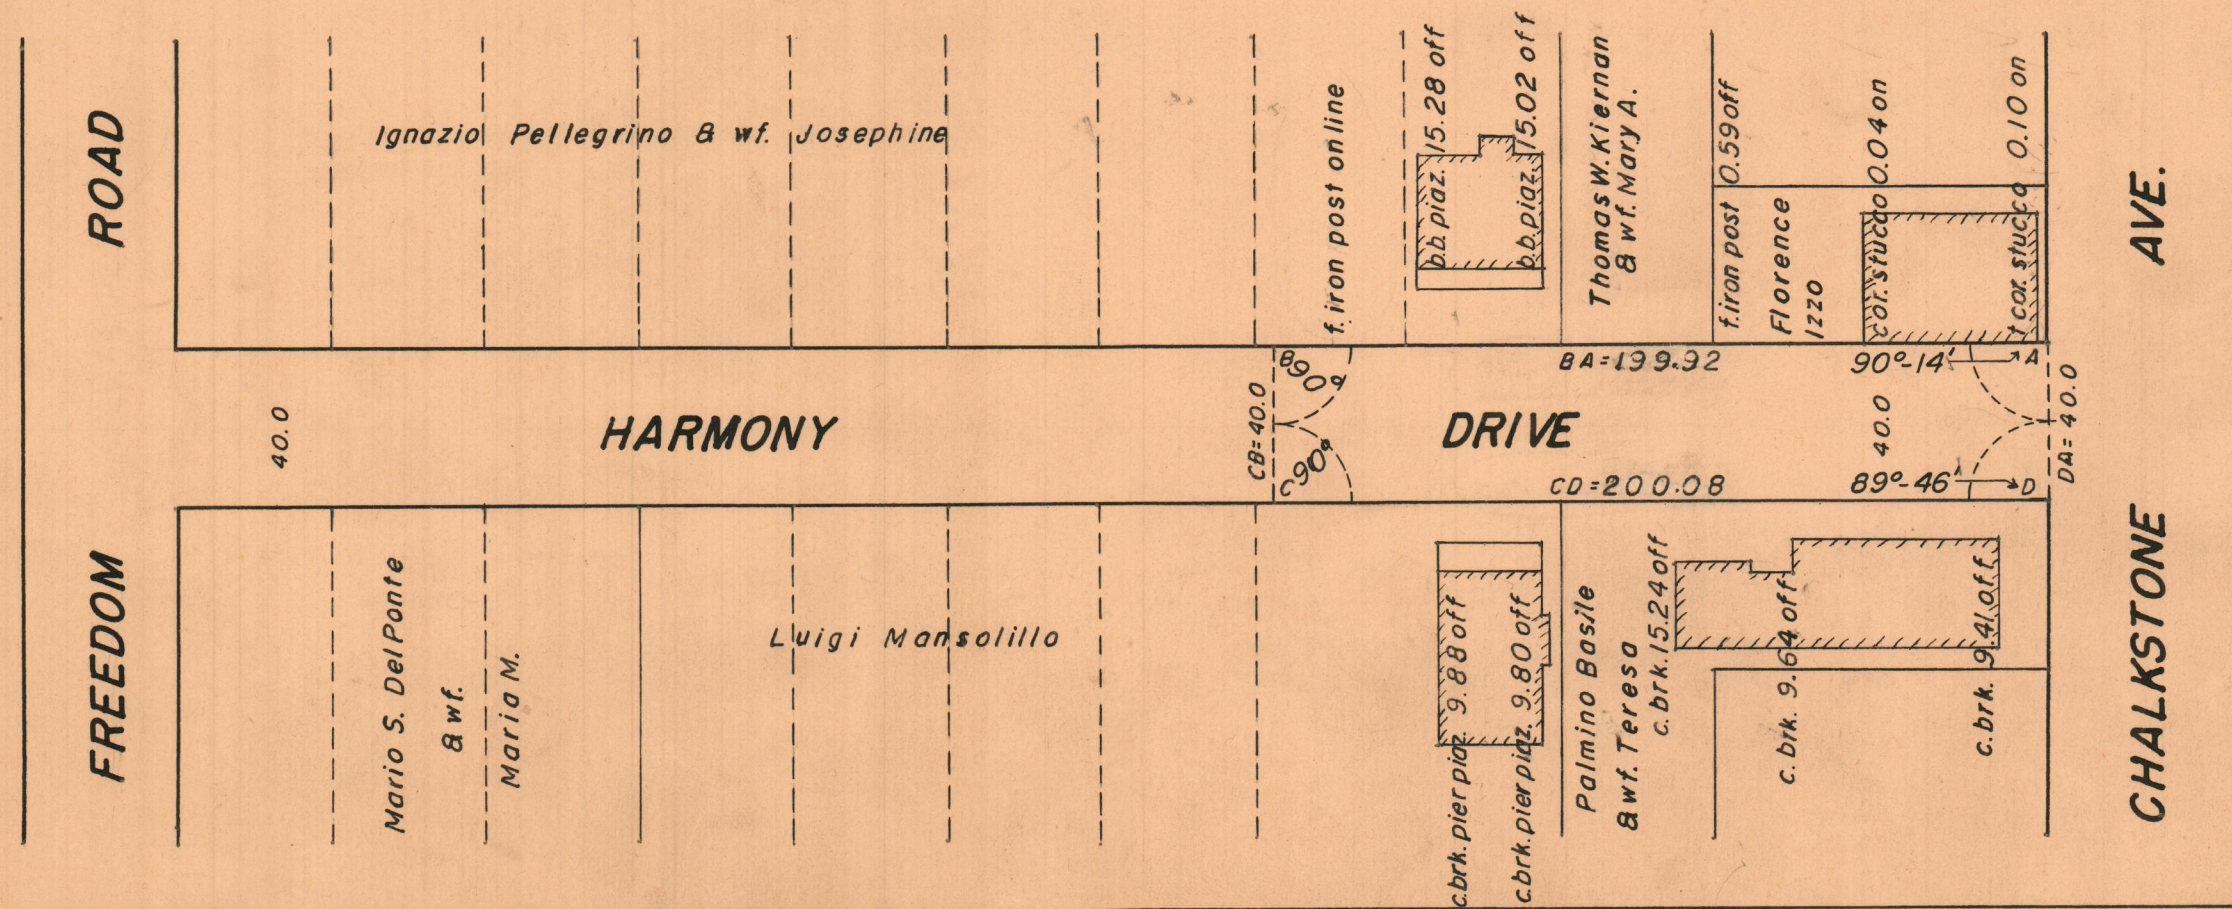 FREEDOM ROAD
Ignazio Pellegrino & wf. Josephine
f. iron post on line
b.b. piaz. 15.28 off
b.b. piaz. 15.02 off
Thomas W. Kiernan
& wf. Mary A.
f. iron post 0.59 off
Florence
Izzo
cor. stucco 0.04 on
t cor. stucco 0.10 on
CHALKSTONE AVE.
40.0
HARMONY DRIVE
CB=40.0
B
90°
C
90°
BA=199.92
90°-14'
A
40.0
DA=40.0
CD=200.08
89°-46'
D
Mario S. DelPonte
& wf.
Maria M.
Luigi Mansolillo
c.brk. pier piaz. 9.88 off
c.brk. pier piaz. 9.80 off
Palmino Basile
& wf. Teresa
c. brk. 15.24 off
c. brk. 9.64 off
c. brk. 9.41 off